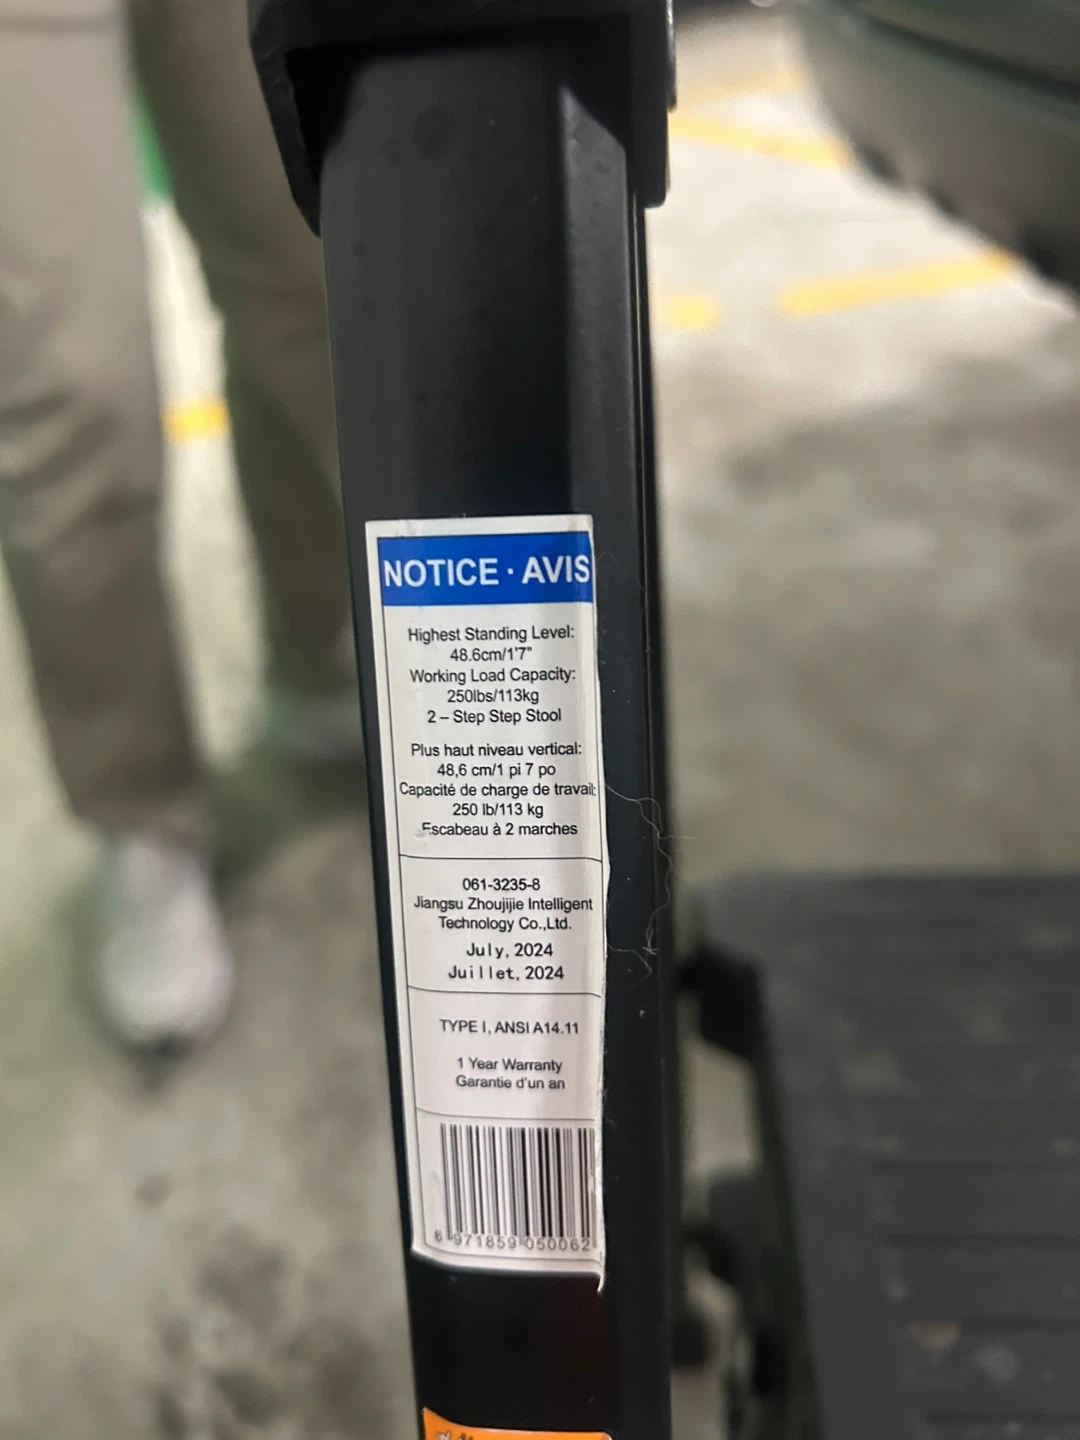 NOTICE · AVIS
Highest Standing Level:
48.6cm/1'7"
Working Load Capacity:
250lbs/113kg
2 – Step Step Stool
Plus haut niveau vertical:
48,6 cm/1 pi 7 po
Capacité de charge de travail:
250 lb/113 kg
Escabeau à 2 marches
061-3235-8
Jiangsu Zhoujijie Intelligent
Technology Co.,Ltd.
July, 2024
Juillet, 2024
TYPE I, ANSI A14.11
1 Year Warranty
Garantie d'un an
6 971859 050062